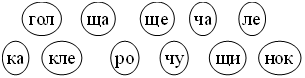 гол ща ще ча ле
ка кле ро чу щи нок